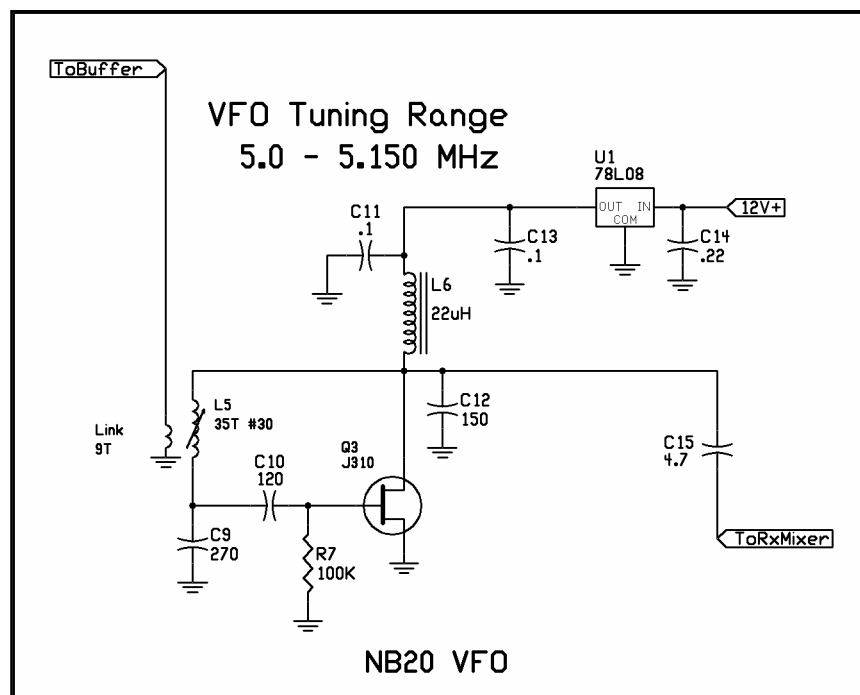 ToBuffer
VFO Tuning Range
5.0 - 5.150 MHz
U1
78L08
OUT IN
COM
12V+
C11
.1
C13
.1
C14
.22
L6
22uH
L5
35T #30
Link
9T
C12
150
C10
120
Q3
J310
C15
4.7
C9
270
R7
100K
ToRxMixer
NB20 VFO